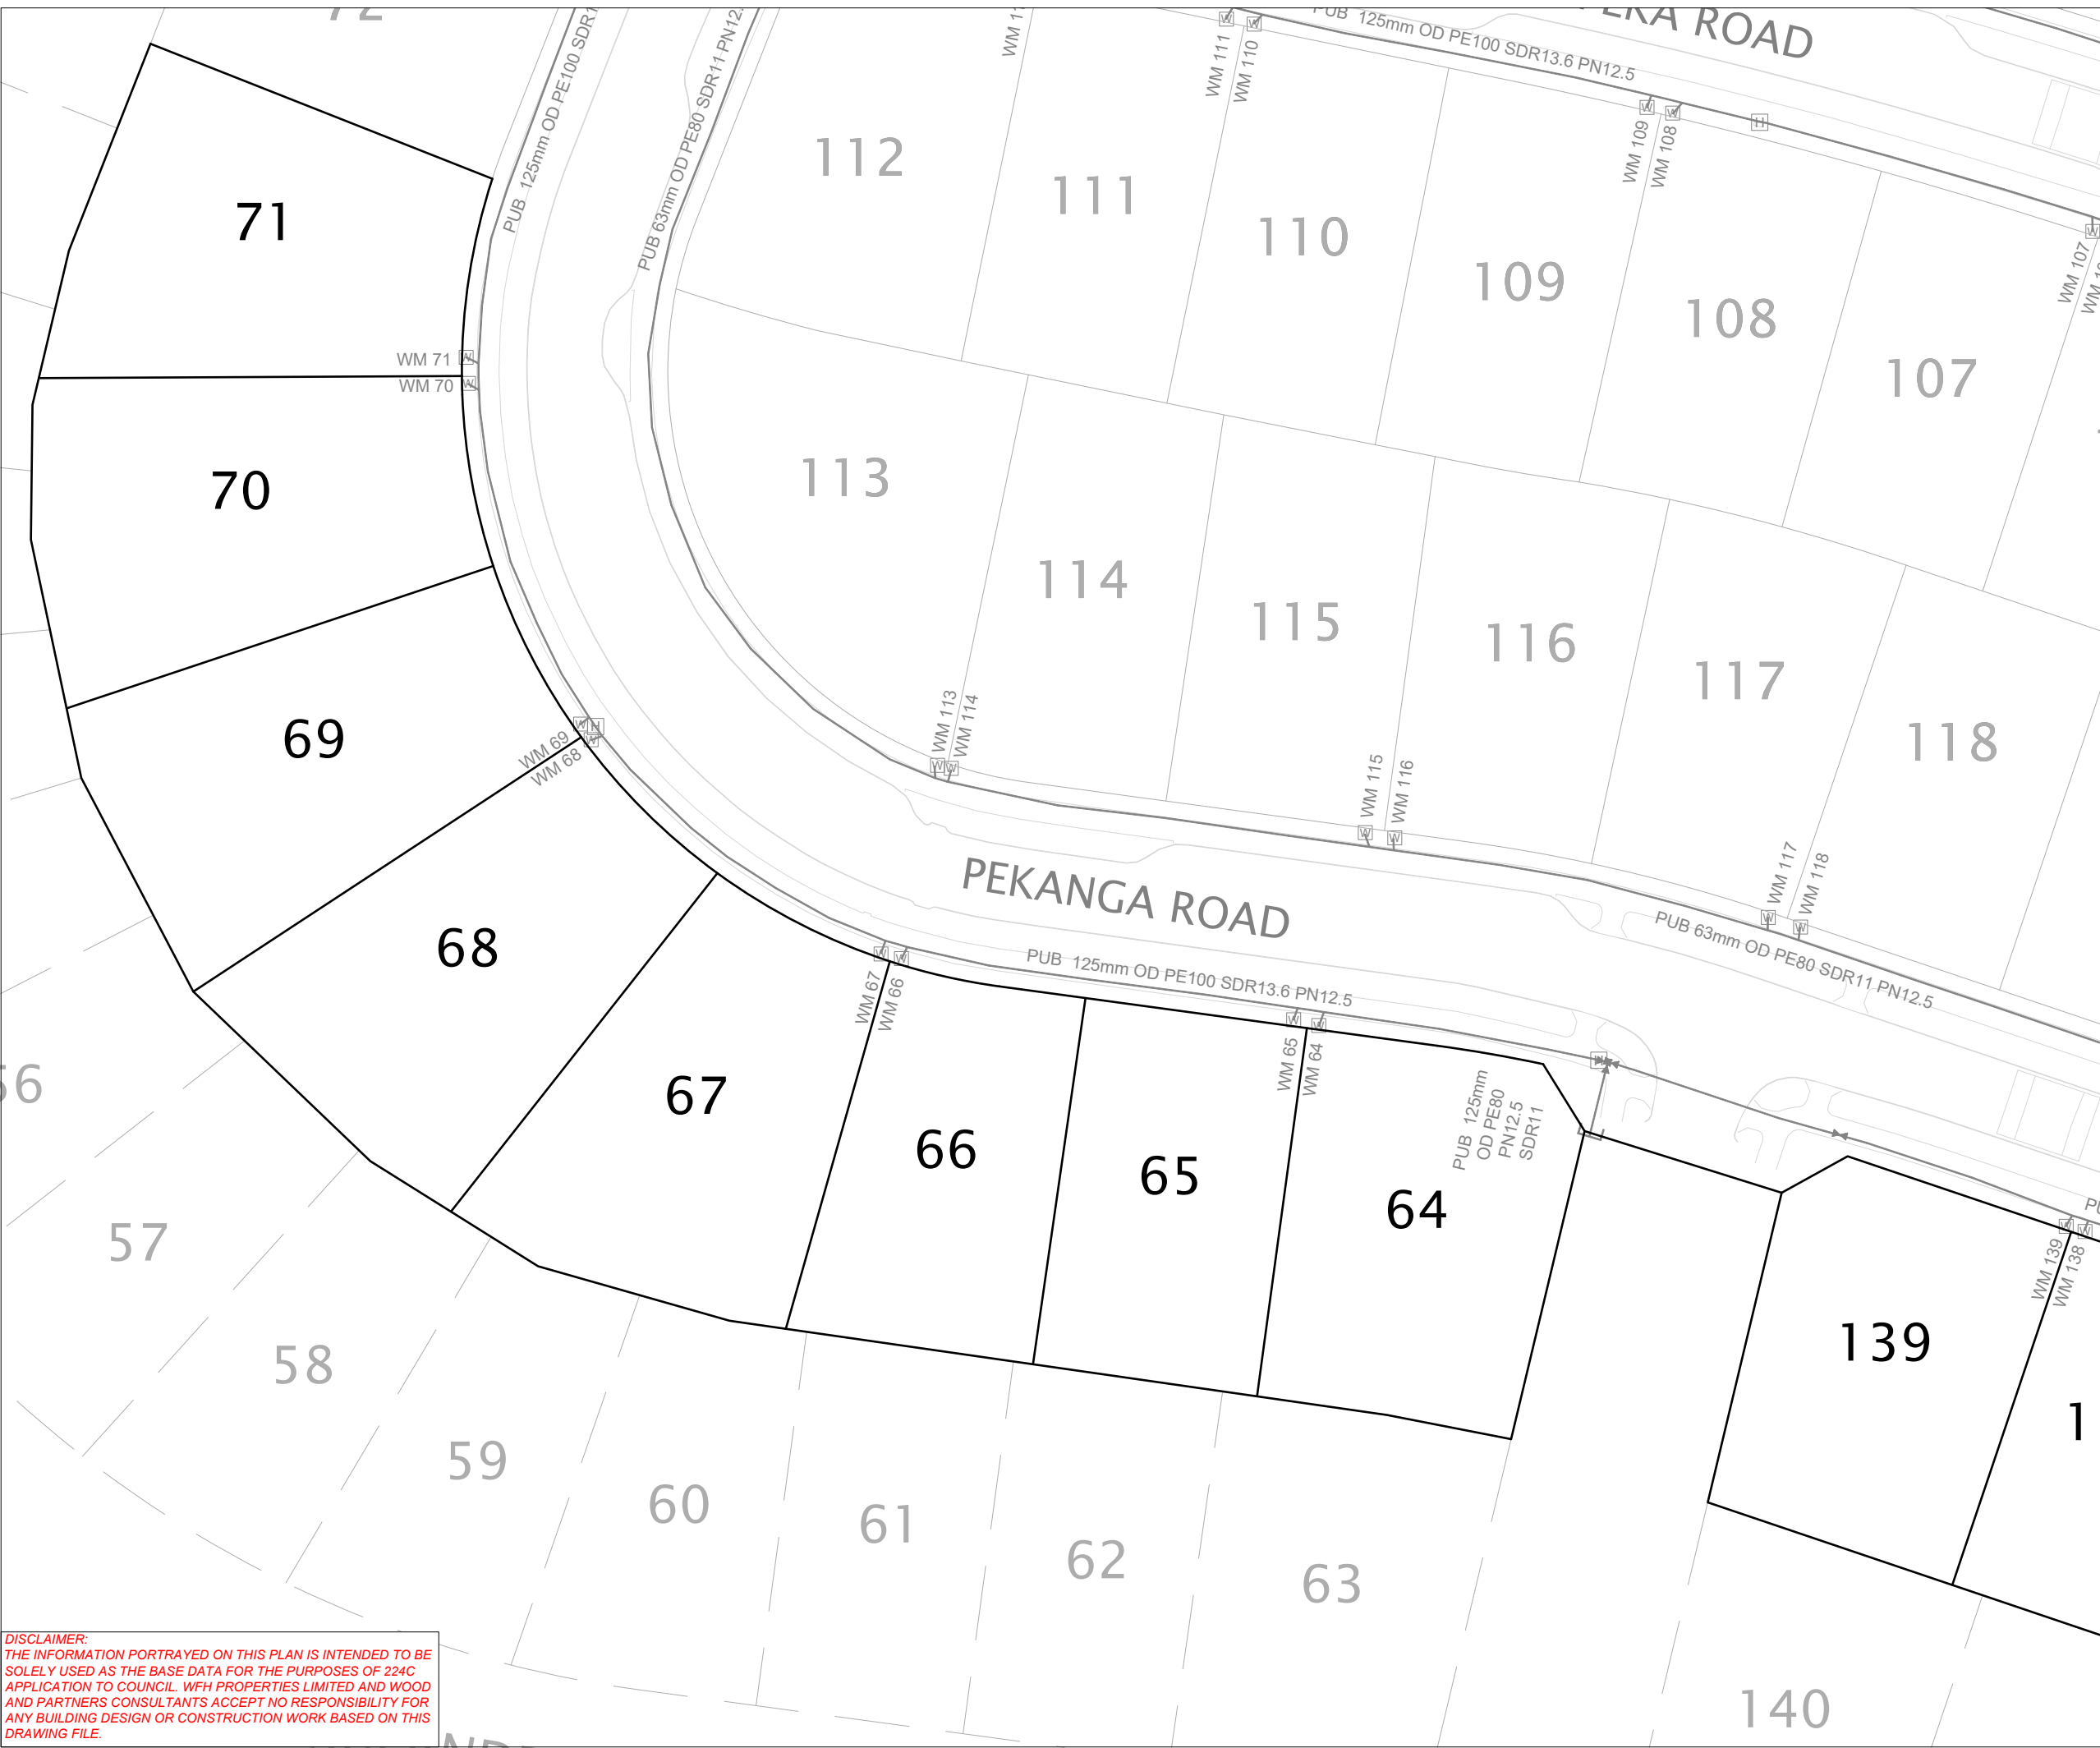 PUB 125mm OD PE100 SDR13.6 PN12.5
ROAD
WM 111
WM 110
PUB 125mm OD PE100
PUB 63mm OD PE80 SDR11 PN12.
WM 109
WM 108
H
112
111
110
109
108
107
WM 107
71
WM 71
WM 70
70
113
114
115
116
117
118
69
WM 69
WM 68
H
WM 113
WM 114
WM 115
WM 116
WM 117
WM 118
PEKANGA ROAD
PUB 63mm OD PE80 SDR11 PN12.5
PUB 125mm OD PE100 SDR13.6 PN12.5
68
WM 67
WM 66
WM 65
WM 64
PUB 125mm
OD PE80
PN12.5
SDR11
67
66
65
64
WM 139
WM 138
139
57
58
59
60
61
62
63
140
DISCLAIMER:
THE INFORMATION PORTRAYED ON THIS PLAN IS INTENDED TO BE
SOLELY USED AS THE BASE DATA FOR THE PURPOSES OF 224C
APPLICATION TO COUNCIL. WFH PROPERTIES LIMITED AND WOOD
AND PARTNERS CONSULTANTS ACCEPT NO RESPONSIBILITY FOR
ANY BUILDING DESIGN OR CONSTRUCTION WORK BASED ON THIS
DRAWING FILE.